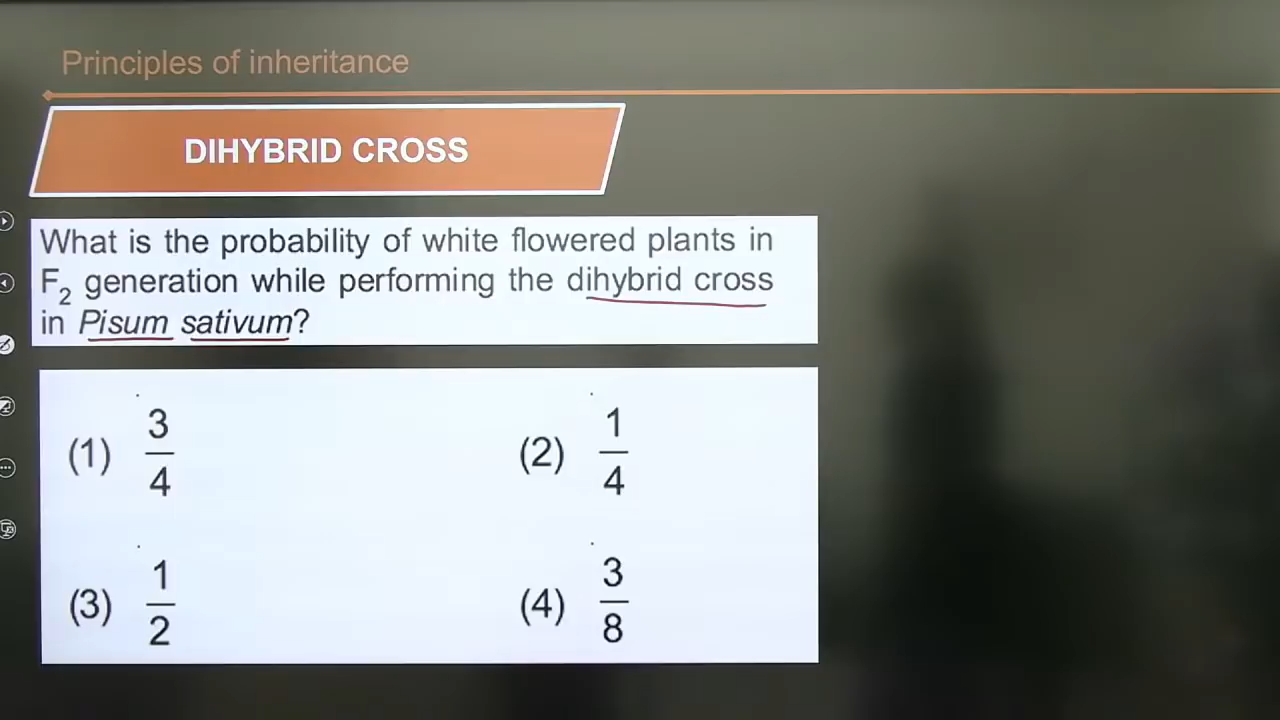 Principles of inheritance
DIHYBRID CROSS
What is the probability of white flowered plants in
F₂ generation while performing the dihybrid cross
in Pisum sativum?
(1) 3/4
(2) 1/4
(3) 1/2
(4) 3/8